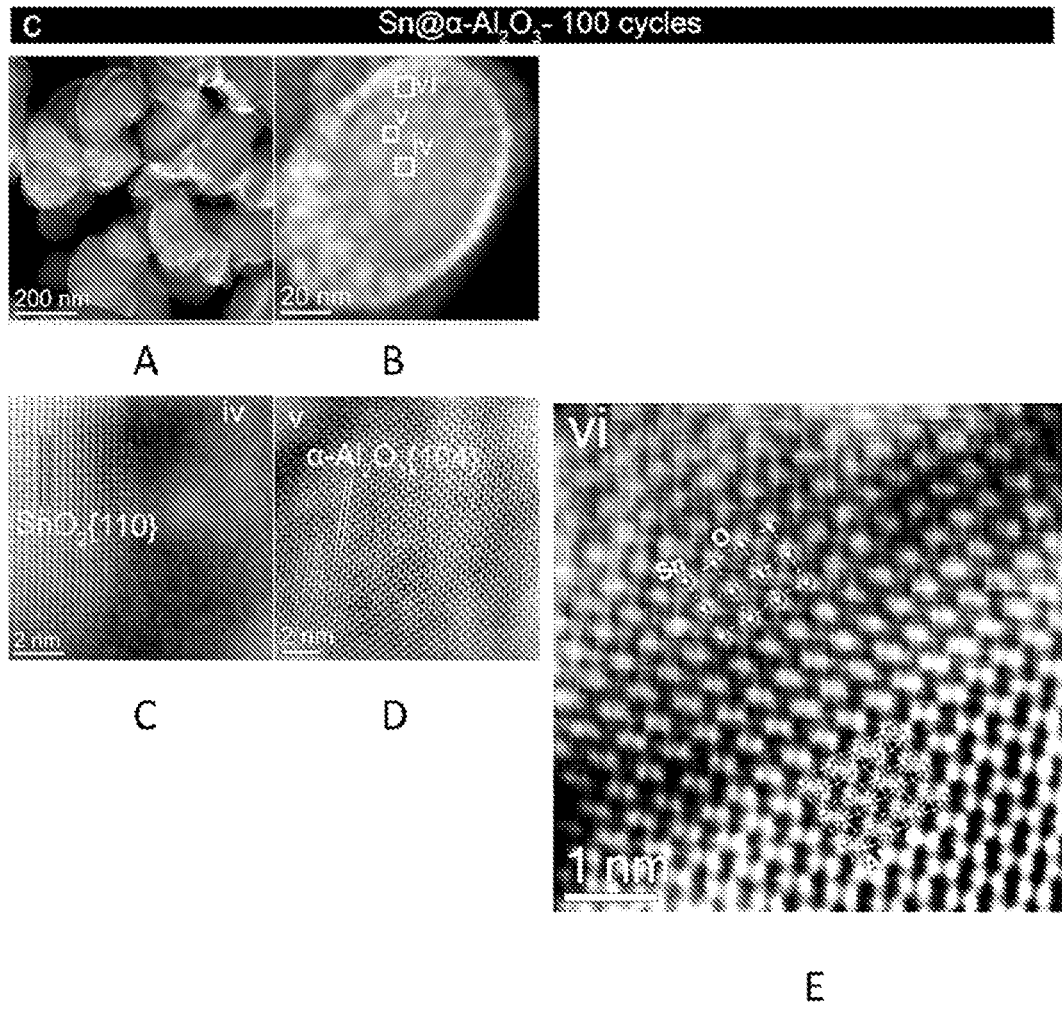 C Sn@α-Al₂O₃- 100 cycles
vi
v
iv
200 nm
20 nm
A B
iv
v
α-Al₂O₃{104}
SnO₂{110}
2 nm
2 nm
C D
vi
Sn O
1 nm
E